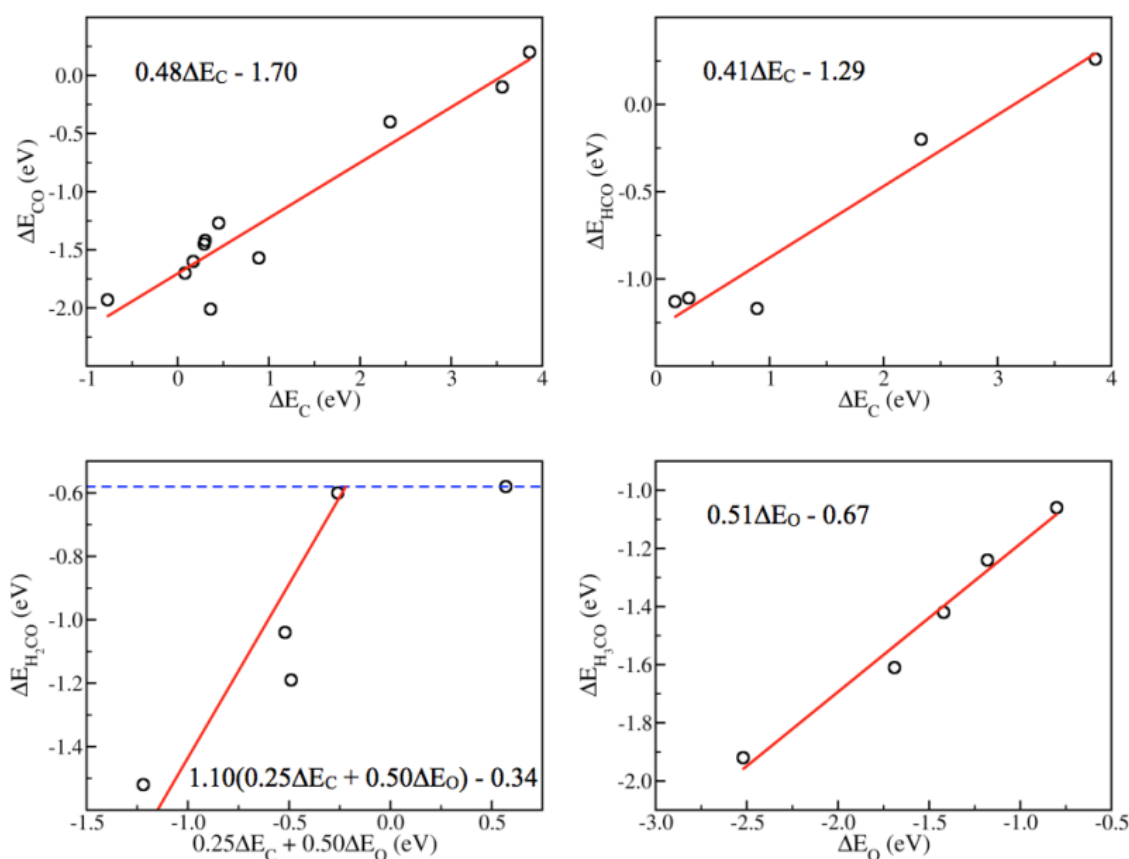 0.48ΔE_C - 1.70
0.0
-0.5
-1.0
-1.5
-2.0
ΔE_CO (eV)
-1 0 1 2 3 4
ΔE_C (eV)
0.41ΔE_C - 1.29
0.0
-0.5
-1.0
ΔE_HCO (eV)
0 1 2 3 4
ΔE_C (eV)
-0.6
-0.8
-1.0
-1.2
-1.4
ΔE_H₂CO (eV)
1.10(0.25ΔE_C + 0.50ΔE_O) - 0.34
-1.5 -1.0 -0.5 0.0 0.5
0.25ΔE_C + 0.50ΔE_O (eV)
0.51ΔE_O - 0.67
-1.0
-1.2
-1.4
-1.6
-1.8
-2.0
ΔE_H₃CO (eV)
-3.0 -2.5 -2.0 -1.5 -1.0 -0.5
ΔE_O (eV)